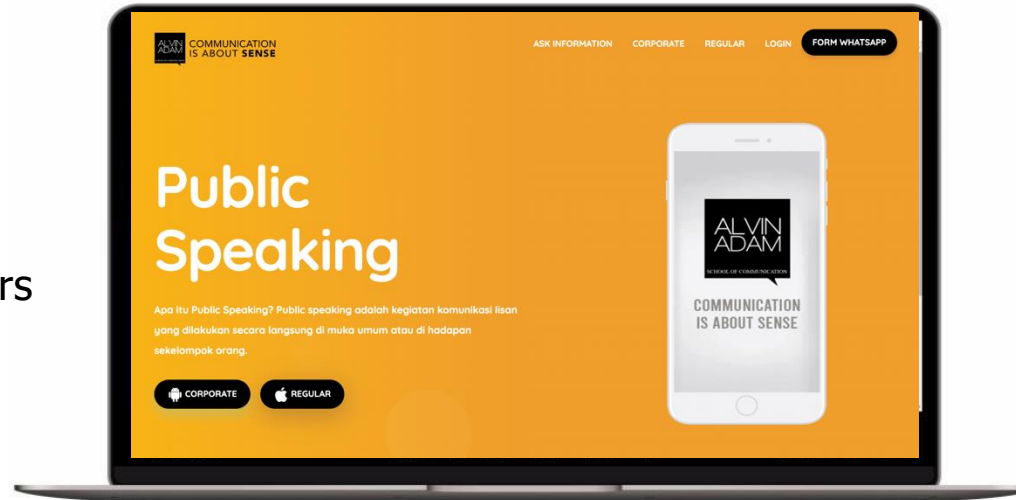 ALVIN
ADAM
COMMUNICATION
IS ABOUT SENSE
ASK INFORMATION
CORPORATE
REGULAR
LOGIN
FORM WHATSAPP
Public
Speaking
rs
Apa itu Public Speaking? Public speaking adalah kegiatan komunikasi lisan
yang dilakukan secara langsung di muka umum atau di hadapan
sekelompok orang.
CORPORATE
REGULAR
ALVIN
ADAM
SCHOOL OF COMMUNICATION
COMMUNICATION
IS ABOUT SENSE